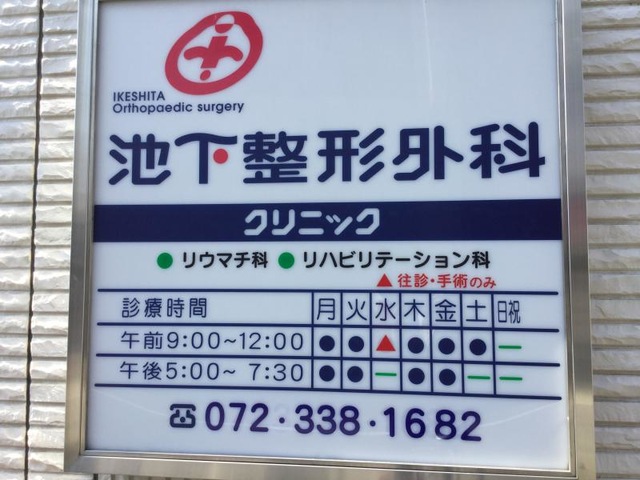 IKESHITA
Orthopaedic surgery
池下整形外科
クリニック
● リウマチ科 ● リハビリテーション科
▲往診・手術のみ
診療時間 月 火 水 木 金 土 日祝
午前9:00~12:00 ● ● ▲ ● ● ● －
午後5:00~ 7:30 ● ● － ● ● － －
☎072・338・1682